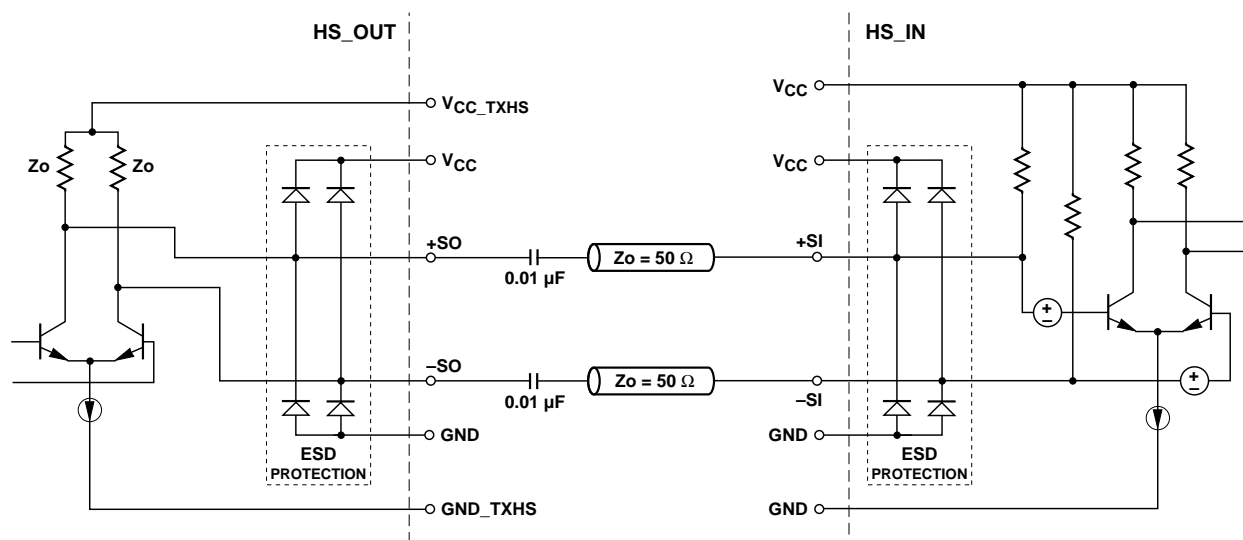 HS_OUT
HS_IN
VCC_TXHS
VCC
Zo
Zo
VCC
VCC
+SO
0.01 µF
Zo = 50 Ω
+SI
+
–
–SO
0.01 µF
Zo = 50 Ω
–SI
+
–
GND
GND
ESD
PROTECTION
ESD
PROTECTION
GND_TXHS
GND